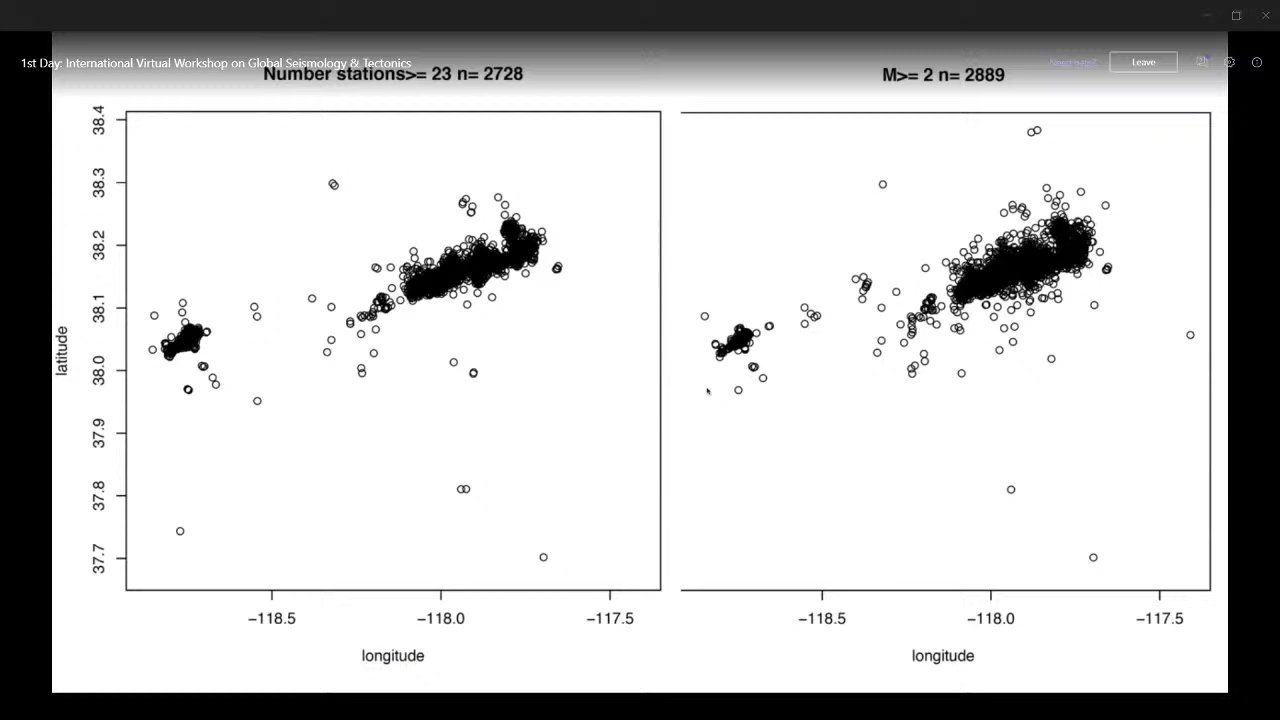 1st Day: International Virtual Workshop on Global Seismology & Tectonics
Leave
Number stations>= 23 n= 2728
M>= 2 n= 2889
38.4
38.3
38.2
38.1
38.0
37.9
37.8
37.7
latitude
−118.5
−118.0
−117.5
−118.5
−118.0
−117.5
longitude
longitude